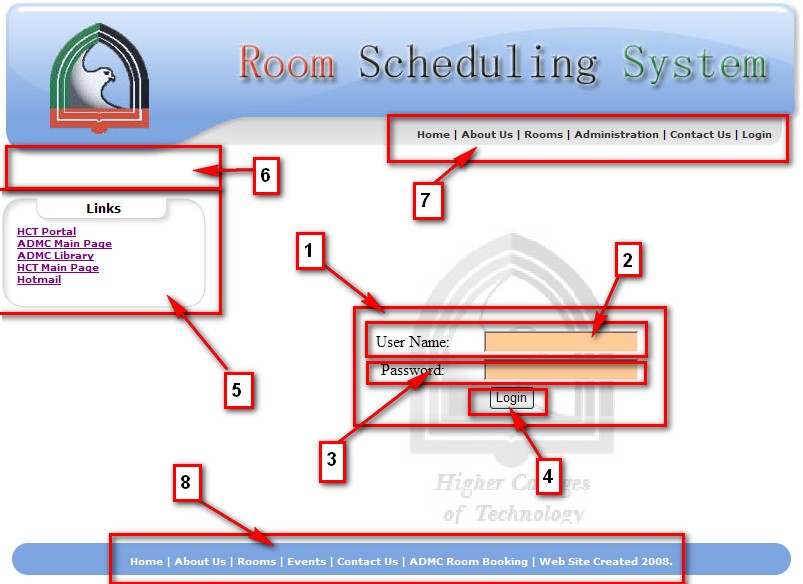 Room Scheduling System
Home | About Us | Rooms | Administration | Contact Us | Login
6
7
Links
HCT Portal
ADMC Main Page
ADMC Library
HCT Main Page
Hotmail
1
2
User Name:
Password:
Login
5
3
4
8
Higher Colleges
of Technology
Home | About Us | Rooms | Events | Contact Us | ADMC Room Booking | Web Site Created 2008.